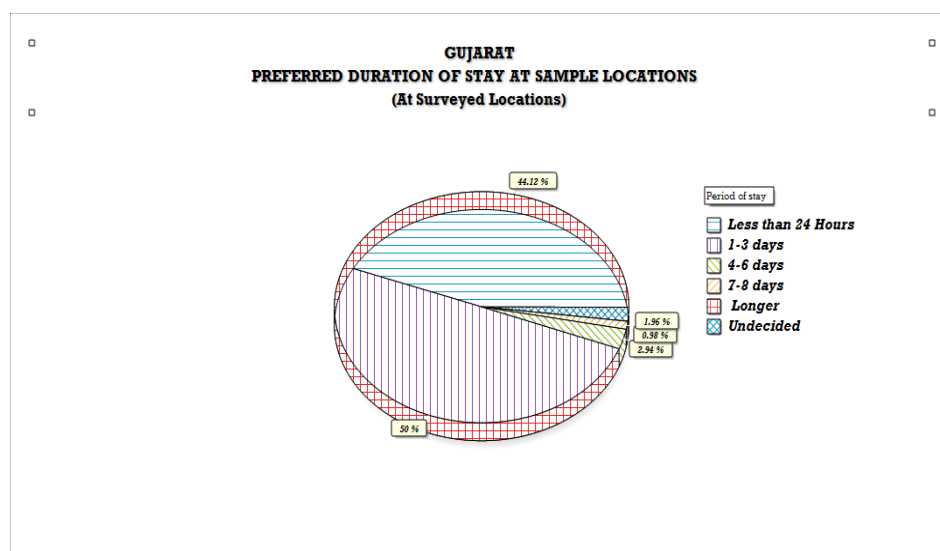 GUJARAT
PREFERRED DURATION OF STAY AT SAMPLE LOCATIONS
(At Surveyed Locations)
44.12 %
Period of stay
Less than 24 Hours
1-3 days
4-6 days
7-8 days
Longer
Undecided
1.96 %
0.98 %
2.94 %
50 %